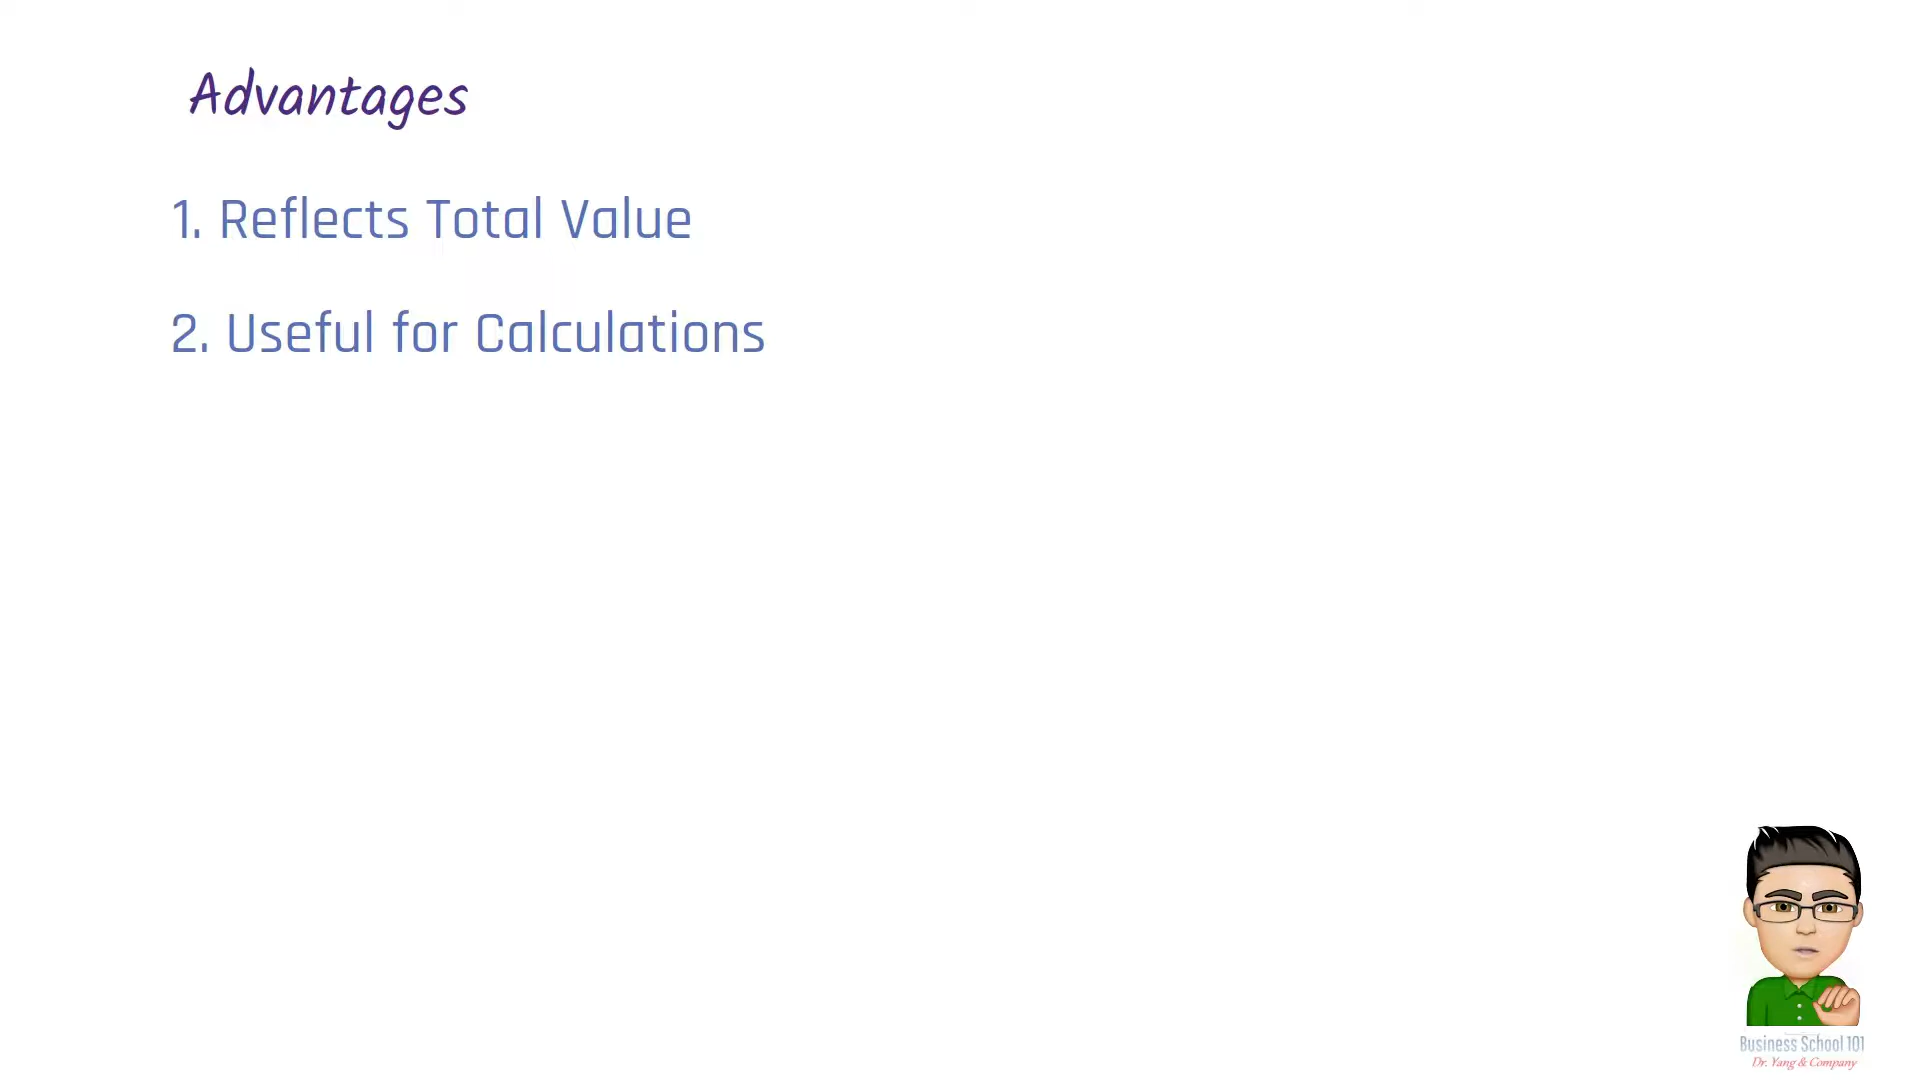 Advantages
1. Reflects Total Value
2. Useful for Calculations
Business School 101
Dr. Yang & Company